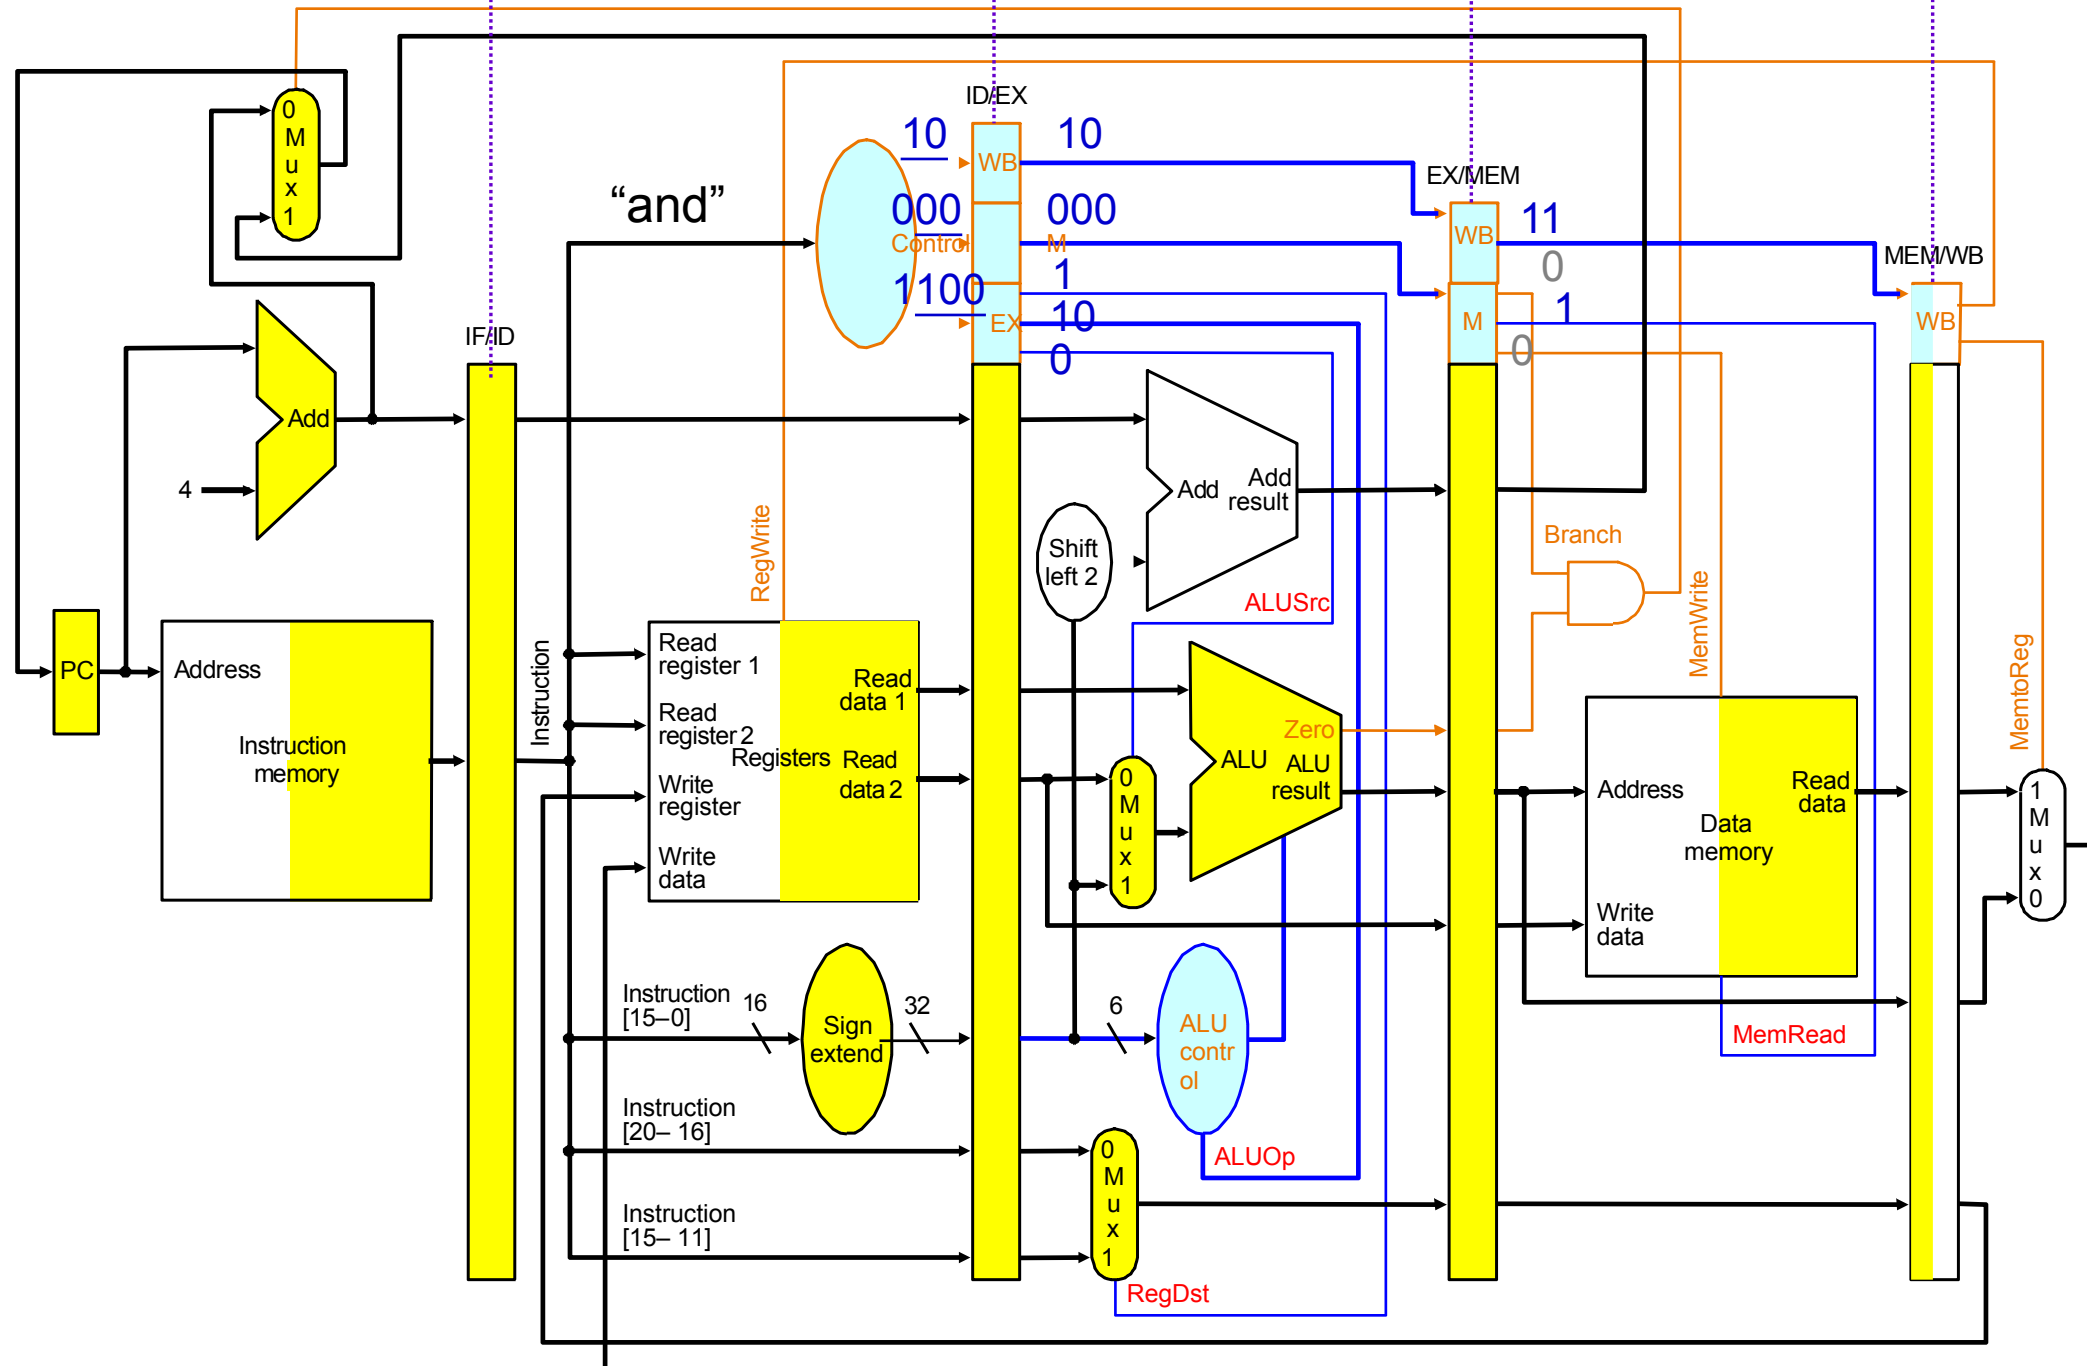 ID/EX
0
M
u
x
1
10
10
WB
EX/MEM
“and”
000
000
Control
M
11
WB
0
MEM/WB
1100
1
EX
10
0
M
1
0
WB
IF/ID
Add
4
Add
Add
result
RegWrite
Shift
left 2
Branch
ALUSrc
MemWrite
PC
Address
Instruction
memory
Instruction
Read
register 1
Read
register 2
Registers
Write
register
Write
data
Read
data 1
Read
data 2
0
M
u
x
1
Zero
ALU
ALU
result
Address
Read
data
Data
memory
Write
data
MemtoReg
1
M
u
x
0
Instruction
[15–0]
16
Sign
extend
32
6
ALU
contr
ol
MemRead
Instruction
[20– 16]
0
M
u
x
1
ALUOp
Instruction
[15– 11]
RegDst